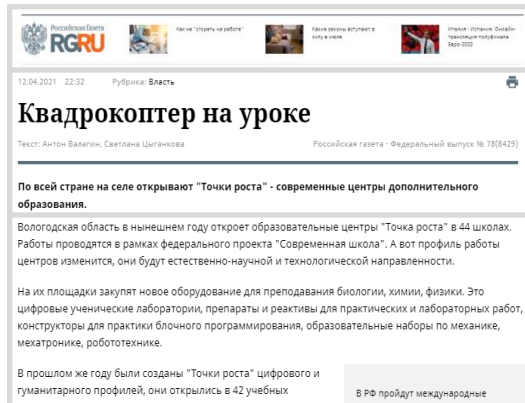 Российская Газета
RGRU
Как не "сгореть на работе"
Какие законы вступают в
силу в июле
Италия - Испания. Онлайн-
трансляция полуфинала
Евро-2020
12.04.2021 22:32 Рубрика: Власть
Квадрокоптер на уроке
Текст: Антон Валагин, Светлана Цыганкова Российская газета - Федеральный выпуск № 78(8429)
По всей стране на селе открывают "Точки роста" - современные центры дополнительного
образования.
Вологодская область в нынешнем году откроет образовательные центры "Точка роста" в 44 школах.
Работы проводятся в рамках федерального проекта "Современная школа". А вот профиль работы
центров изменится, они будут естественно-научной и технологической направленности.
На их площадки закупят новое оборудование для преподавания биологии, химии, физики. Это
цифровые ученические лаборатории, препараты и реактивы для практических и лабораторных работ,
конструкторы для практики блочного программирования, образовательные наборы по механике,
мехатронике, робототехнике.
В прошлом же году были созданы "Точки роста" цифрового и
гуманитарного профилей, они открылись в 42 учебных
В РФ пройдут международные